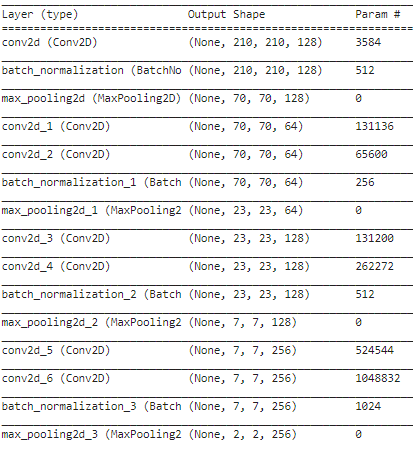 Layer (type) Output Shape Param #
conv2d (Conv2D) (None, 210, 210, 128) 3584
batch_normalization (BatchNo (None, 210, 210, 128) 512
max_pooling2d (MaxPooling2D) (None, 70, 70, 128) 0
conv2d_1 (Conv2D) (None, 70, 70, 64) 131136
conv2d_2 (Conv2D) (None, 70, 70, 64) 65600
batch_normalization_1 (Batch (None, 70, 70, 64) 256
max_pooling2d_1 (MaxPooling2 (None, 23, 23, 64) 0
conv2d_3 (Conv2D) (None, 23, 23, 128) 131200
conv2d_4 (Conv2D) (None, 23, 23, 128) 262272
batch_normalization_2 (Batch (None, 23, 23, 128) 512
max_pooling2d_2 (MaxPooling2 (None, 7, 7, 128) 0
conv2d_5 (Conv2D) (None, 7, 7, 256) 524544
conv2d_6 (Conv2D) (None, 7, 7, 256) 1048832
batch_normalization_3 (Batch (None, 7, 7, 256) 1024
max_pooling2d_3 (MaxPooling2 (None, 2, 2, 256) 0